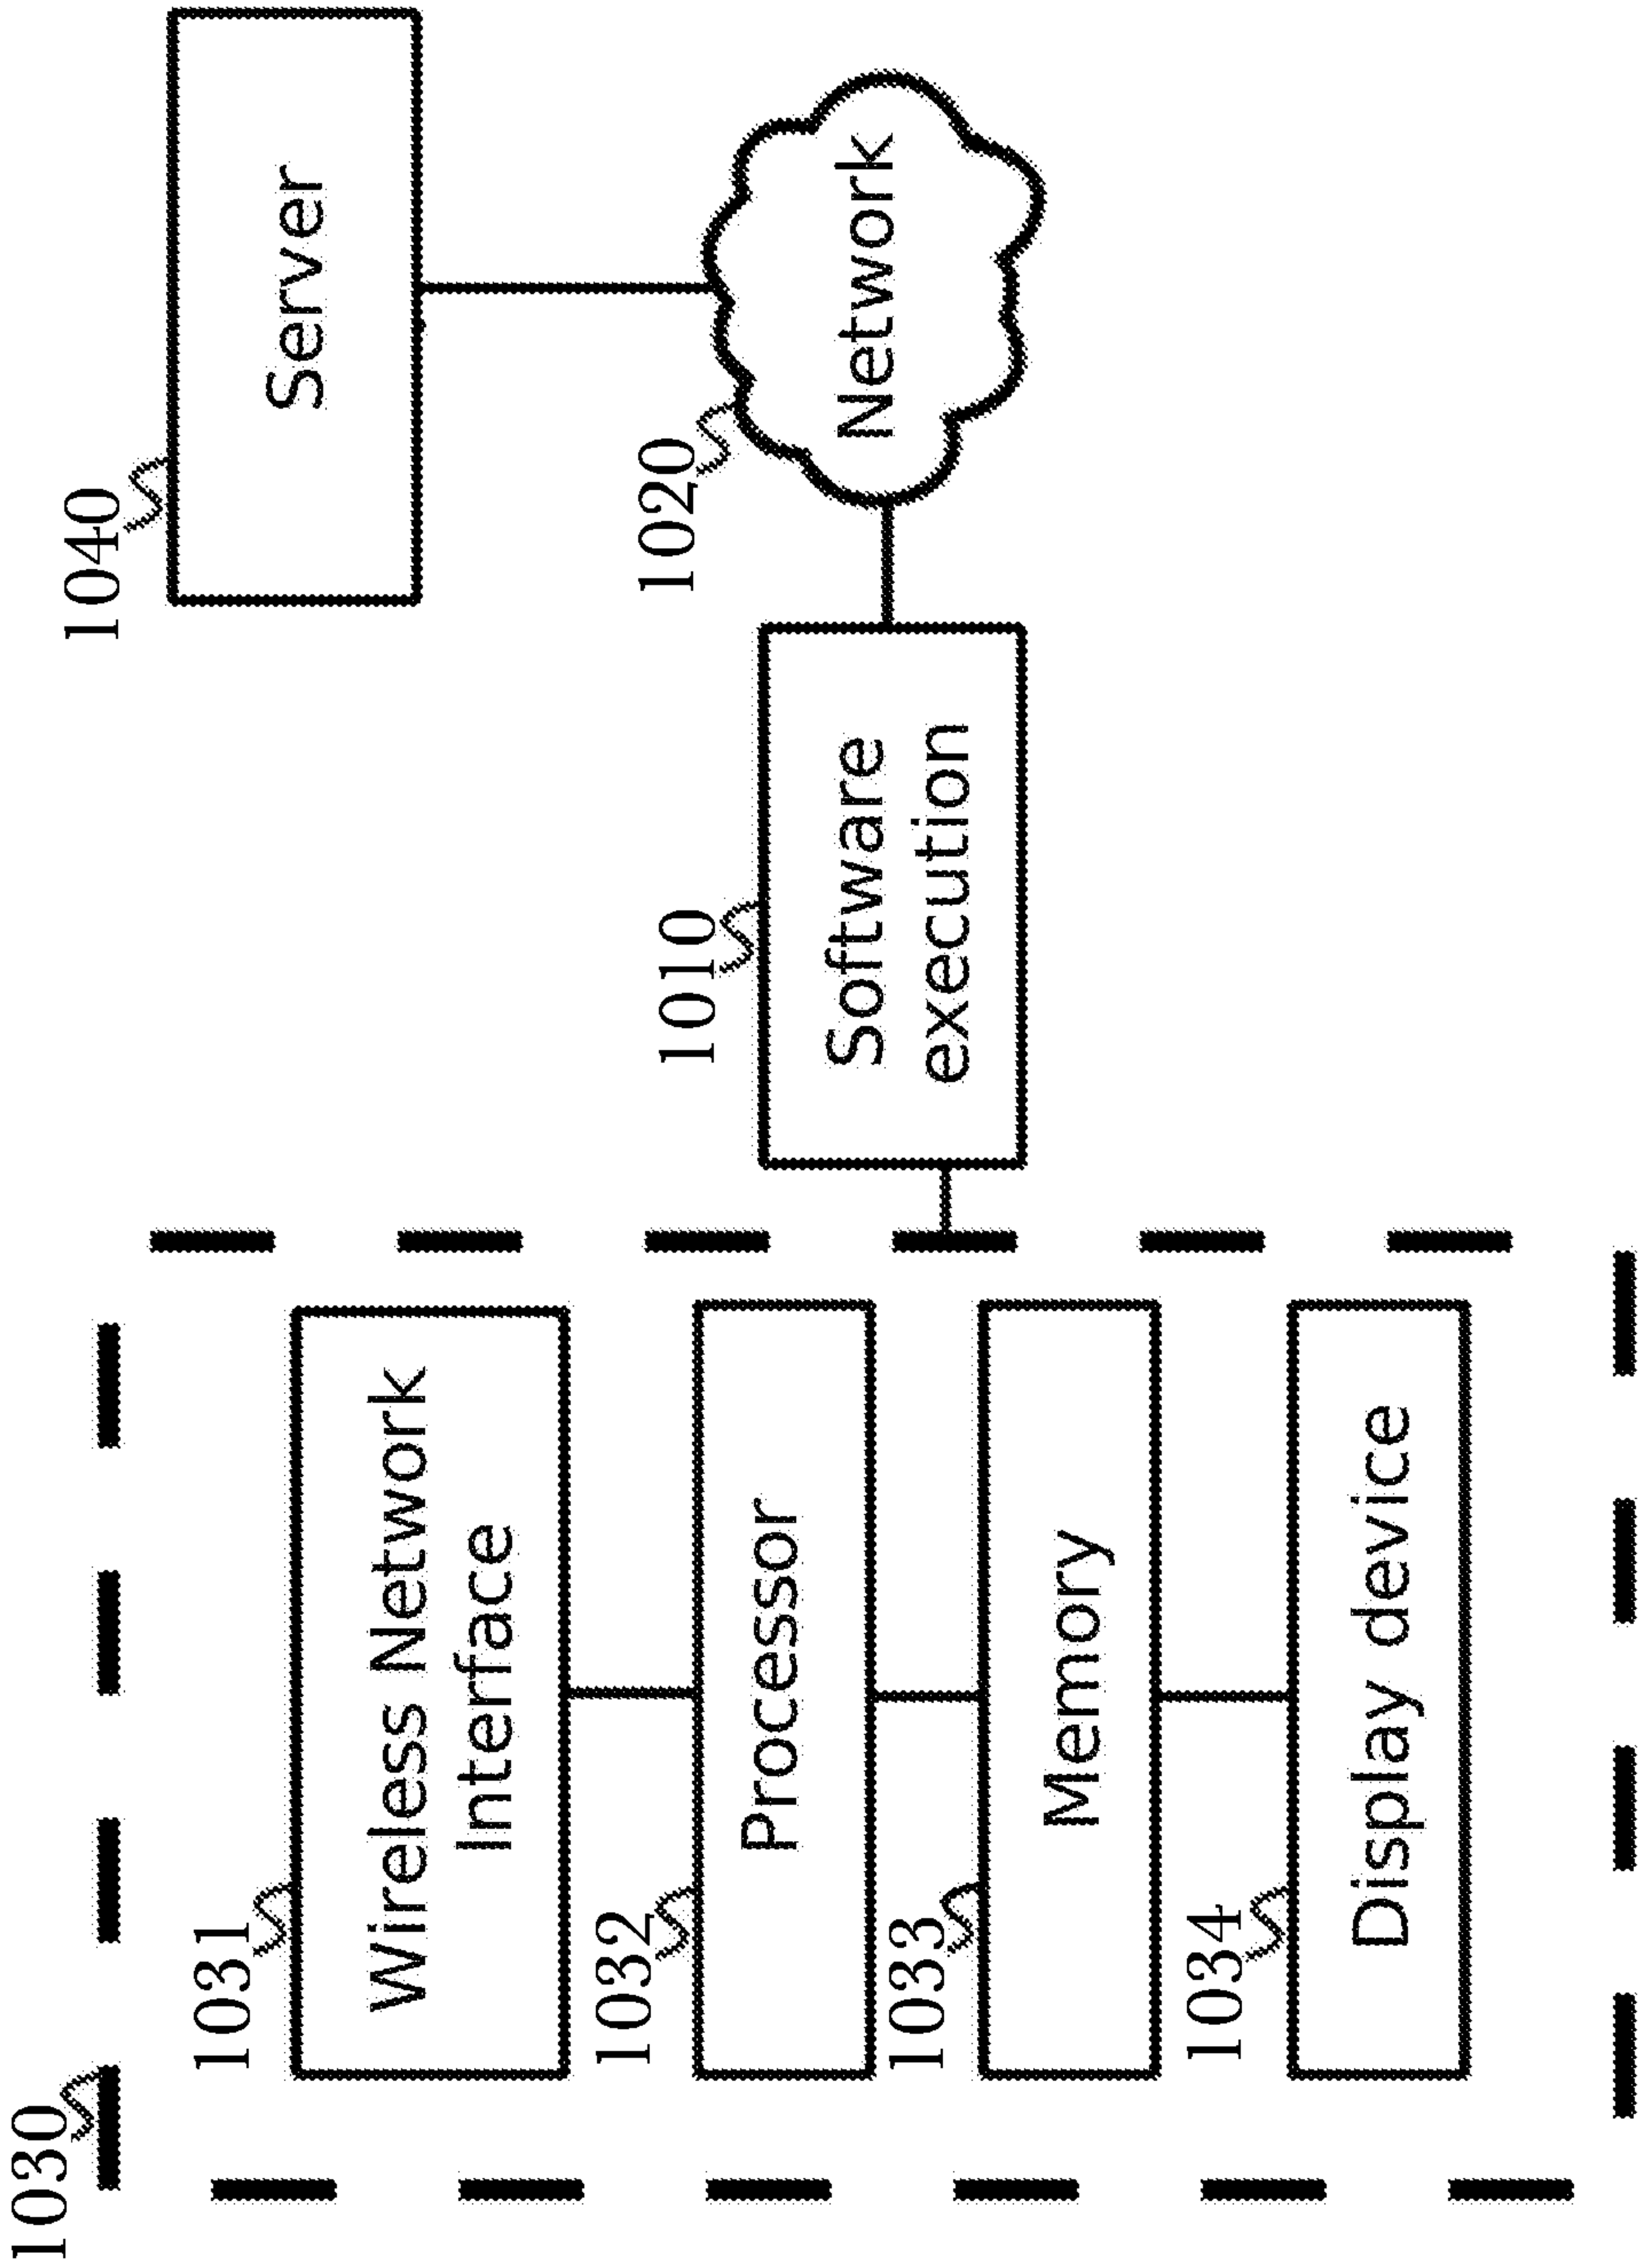 1030
1031
Wireless Network
Interface
1032
Processor
1033
Memory
1034
Display device
1010
Software
execution
1020
Network
1040
Server